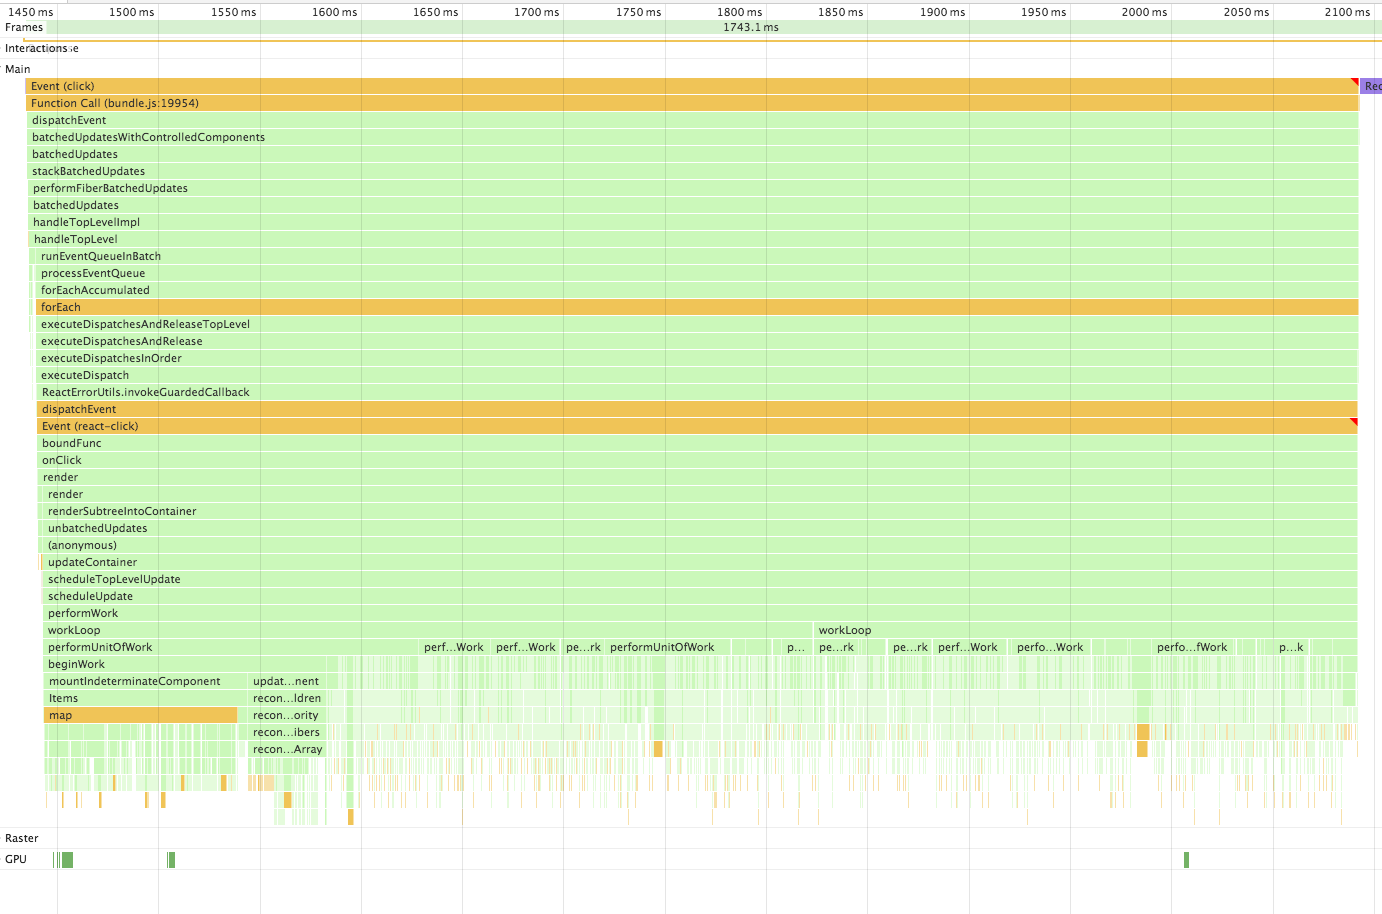 1450 ms 1500 ms 1550 ms 1600 ms 1650 ms 1700 ms 1750 ms 1800 ms 1850 ms 1900 ms 1950 ms 2000 ms 2050 ms 2100 ms
Frames 1743.1 ms
Interactions
Main
Event (click) Rec
Function Call (bundle.js:19954)
dispatchEvent
batchedUpdatesWithControlledComponents
batchedUpdates
stackBatchedUpdates
performFiberBatchedUpdates
batchedUpdates
handleTopLevelImpl
handleTopLevel
runEventQueueInBatch
processEventQueue
forEachAccumulated
forEach
executeDispatchesAndReleaseTopLevel
executeDispatchesAndRelease
executeDispatchesInOrder
executeDispatch
ReactErrorUtils.invokeGuardedCallback
dispatchEvent
Event (react-click)
boundFunc
onClick
render
render
renderSubtreeIntoContainer
unbatchedUpdates
(anonymous)
updateContainer
scheduleTopLevelUpdate
scheduleUpdate
performWork
workLoop workLoop
performUnitOfWork perf...Work perf...Work pe...rk performUnitOfWork p... pe...rk pe...rk perf...Work perfo...Work perfo...fWork p...k
beginWork
mountIndeterminateComponent updat...nent
Items recon...ldren
map recon...ority
recon...ibers
recon...Array
Raster
GPU